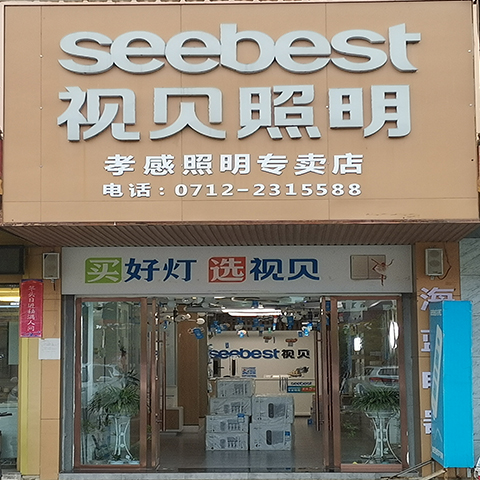 seebest
视贝照明
孝感照明专卖店
电话：0712-2315588
买好灯 选视贝
seebest视贝
seebest